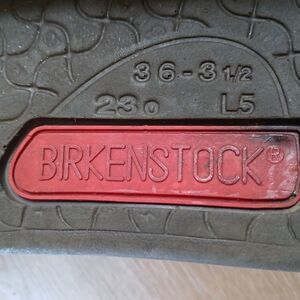 36-3 1/2
230 L5
BIRKENSTOCK®